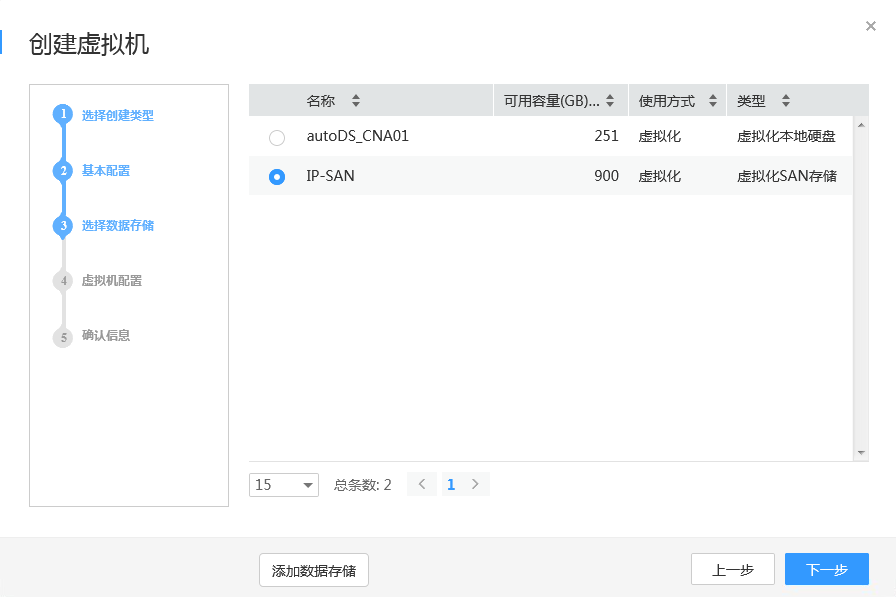 创建虚拟机
×
1 选择创建类型
2 基本配置
3 选择数据存储
4 虚拟机配置
5 确认信息
名称 可用容量(GB)... 使用方式 类型
autoDS_CNA01 251 虚拟化 虚拟化本地硬盘
IP-SAN 900 虚拟化 虚拟化SAN存储
15 总条数: 2 < 1 >
添加数据存储 上一步 下一步